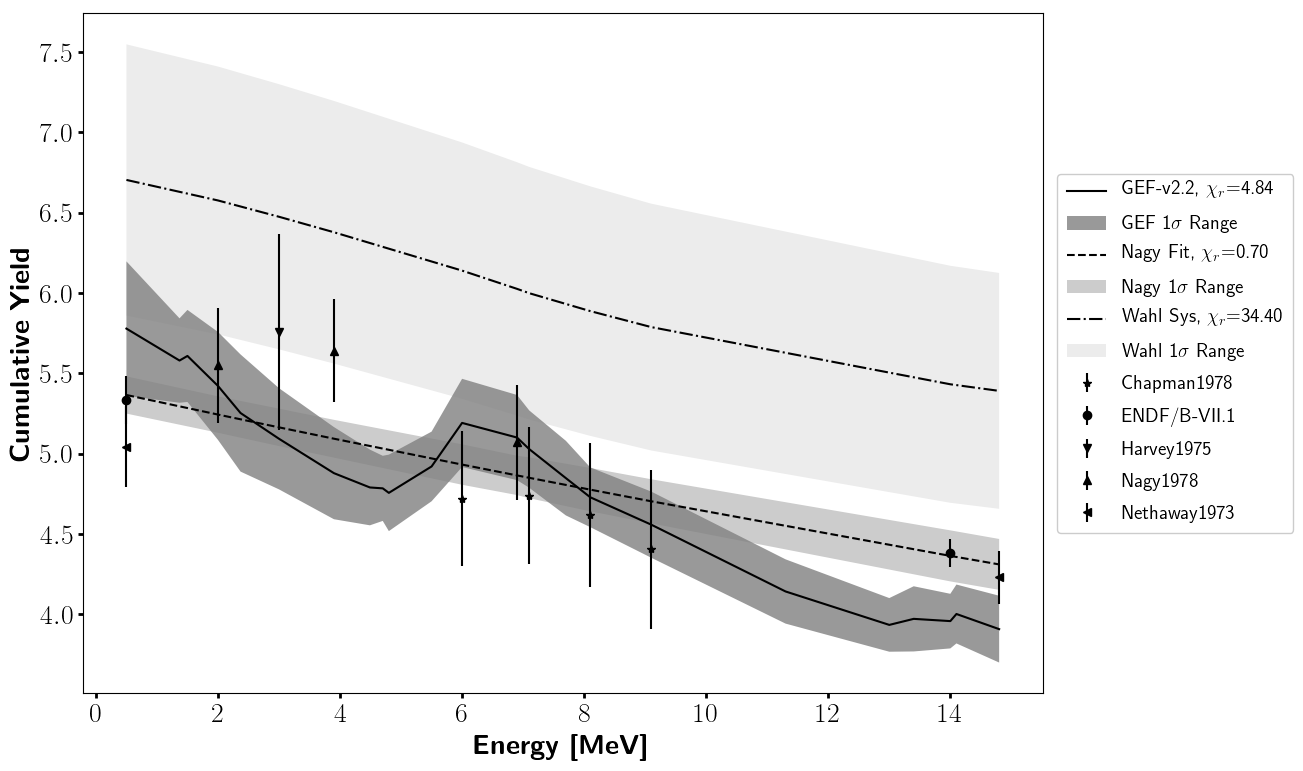 7.5
7.0
6.5
6.0
5.5
5.0
4.5
4.0
Cumulative Yield
0
2
4
6
8
10
12
14
Energy [MeV]
GEF-v2.2, χr=4.84
GEF 1σ Range
Nagy Fit, χr=0.70
Nagy 1σ Range
Wahl Sys, χr=34.40
Wahl 1σ Range
Chapman1978
ENDF/B-VII.1
Harvey1975
Nagy1978
Nethaway1973